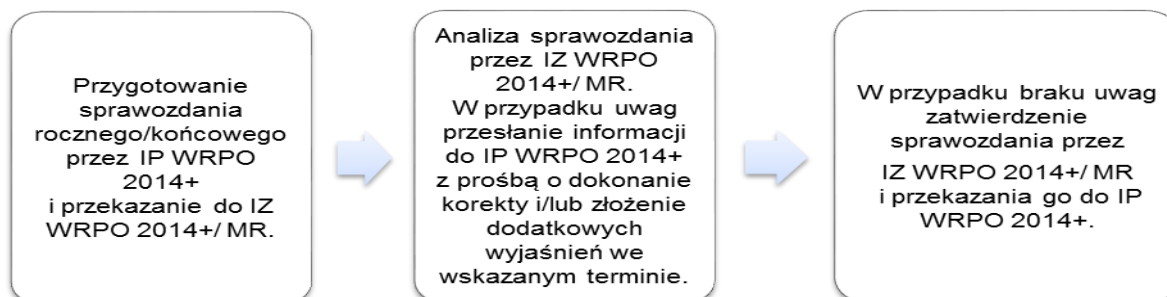 Przygotowanie
sprawozdania
rocznego/końcowego
przez IP WRPO
2014+
i przekazanie do IZ
WRPO 2014+/ MR.
Analiza sprawozdania
przez IZ WRPO
2014+/ MR.
W przypadku uwag
przesłanie informacji
do IP WRPO 2014+
z prośbą o dokonanie
korekty i/lub złożenie
dodatkowych
wyjaśnień we
wskazanym terminie.
W przypadku braku uwag
zatwierdzenie
sprawozdania przez
IZ WRPO 2014+/ MR
i przekazania go do IP
WRPO 2014+.